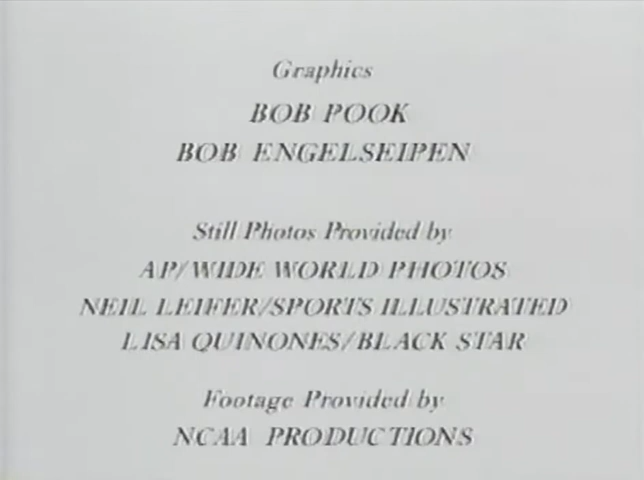 Graphics
BOB POOK
BOB ENGELSEIPEN
Still Photos Provided by
AP/WIDE WORLD PHOTOS
NEIL LEIFER/SPORTS ILLUSTRATED
LISA QUINONES/BLACK STAR
Footage Provided by
NCAA PRODUCTIONS